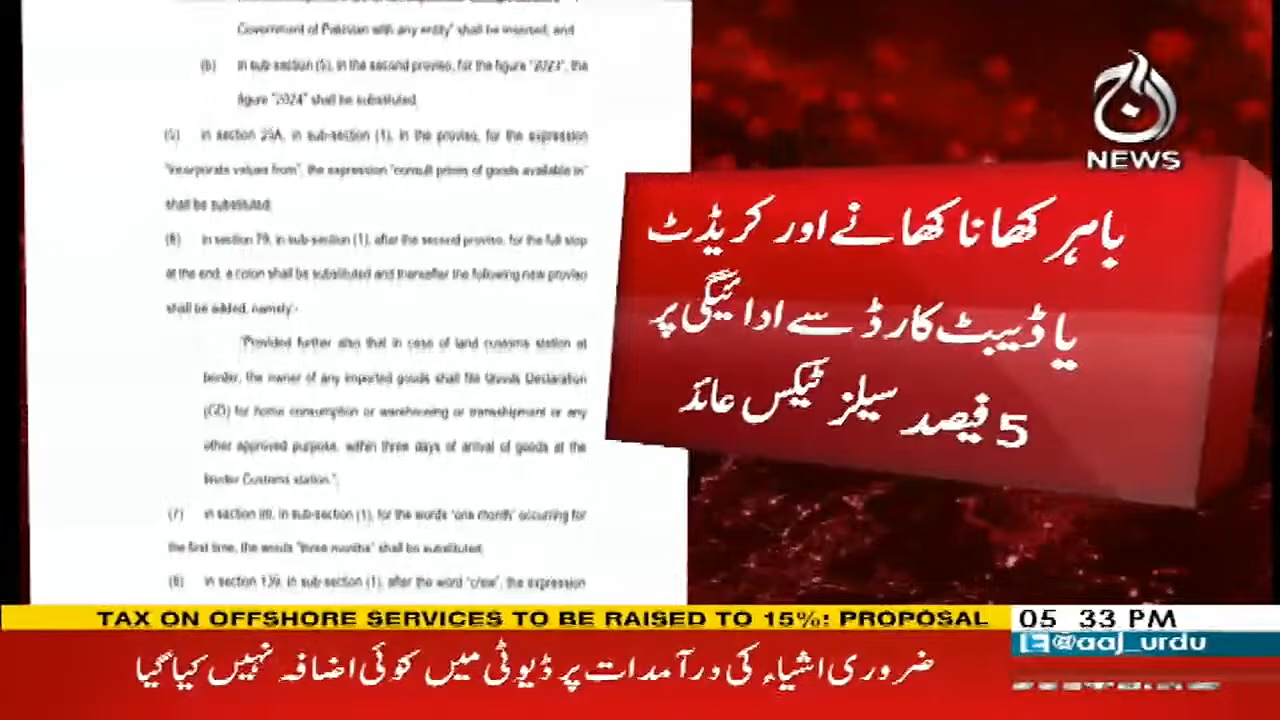 Government of Pakistan with any entity" shall be inserted; and
(b) in sub-section (5), in the second proviso, for the figure "2023", the
figure "2024" shall be substituted;
(5) in section 25A, in sub-section (1), in the proviso, for the expression
"incorporate values from", the expression "consult prices of goods available in"
shall be substituted;
(6) in section 79, in sub-section (1), after the second proviso, for the full stop
at the end, a colon shall be substituted and thereafter the following new proviso
shall be added, namely:-
"Provided further also that in case of land customs station at
border, the owner of any imported goods shall file Goods Declaration
(GD) for home consumption or warehousing or transshipment or any
other approved purpose, within three days of arrival of goods at the
Border Customs station.";
(7) in section 98, in sub-section (1), for the words "one month" occurring for
the first time, the words "three months" shall be substituted;
(8) in section 139, in sub-section (1), after the word "crew", the expression
آج
NEWS
باہر کھانا کھانے اور کریڈٹ
یا ڈیبٹ کارڈ سے ادائیگی پر
5 فیصد سیلز ٹیکس عائد
TAX ON OFFSHORE SERVICES TO BE RAISED TO 15%: PROPOSAL
05 33 PM
@aaj_urdu
ضروری اشیاء کی درآمدات پر ڈیوٹی میں کوئی اضافہ نہیں کیا گیا